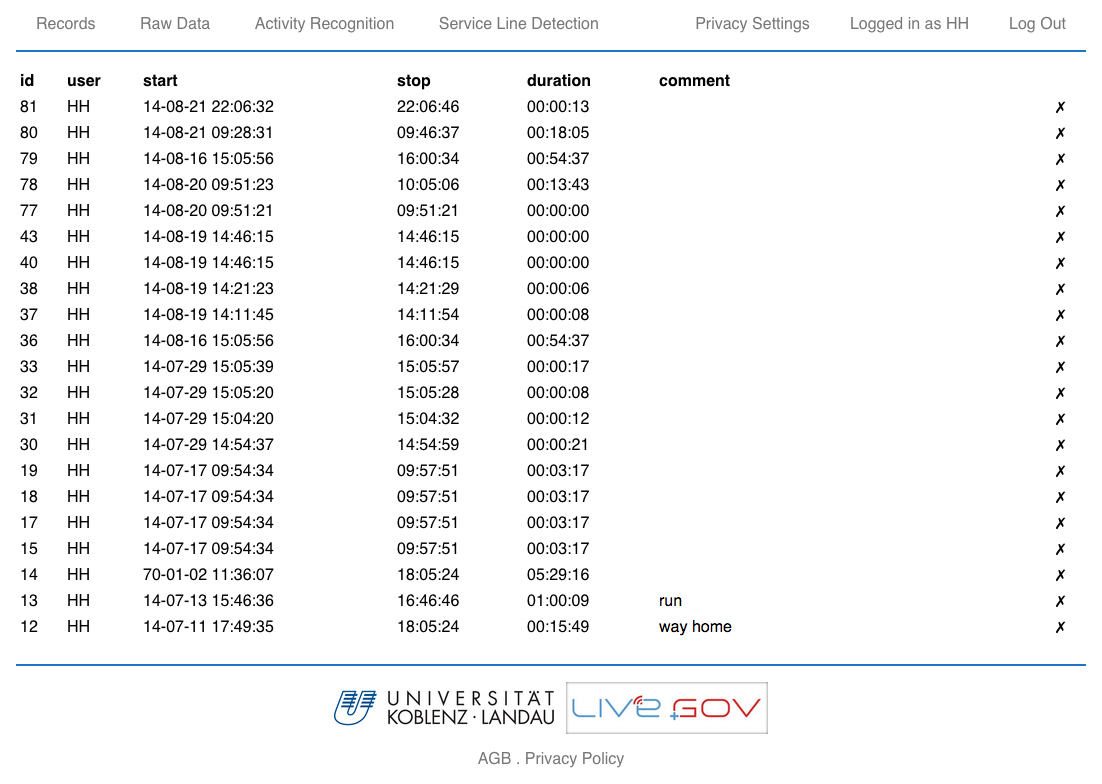 Records Raw Data Activity Recognition Service Line Detection Privacy Settings Logged in as HH Log Out
id user start stop duration comment
81 HH 14-08-21 22:06:32 22:06:46 00:00:13 ✗
80 HH 14-08-21 09:28:31 09:46:37 00:18:05 ✗
79 HH 14-08-16 15:05:56 16:00:34 00:54:37 ✗
78 HH 14-08-20 09:51:23 10:05:06 00:13:43 ✗
77 HH 14-08-20 09:51:21 09:51:21 00:00:00 ✗
43 HH 14-08-19 14:46:15 14:46:15 00:00:00 ✗
40 HH 14-08-19 14:46:15 14:46:15 00:00:00 ✗
38 HH 14-08-19 14:21:23 14:21:29 00:00:06 ✗
37 HH 14-08-19 14:11:45 14:11:54 00:00:08 ✗
36 HH 14-08-16 15:05:56 16:00:34 00:54:37 ✗
33 HH 14-07-29 15:05:39 15:05:57 00:00:17 ✗
32 HH 14-07-29 15:05:20 15:05:28 00:00:08 ✗
31 HH 14-07-29 15:04:20 15:04:32 00:00:12 ✗
30 HH 14-07-29 14:54:37 14:54:59 00:00:21 ✗
19 HH 14-07-17 09:54:34 09:57:51 00:03:17 ✗
18 HH 14-07-17 09:54:34 09:57:51 00:03:17 ✗
17 HH 14-07-17 09:54:34 09:57:51 00:03:17 ✗
15 HH 14-07-17 09:54:34 09:57:51 00:03:17 ✗
14 HH 70-01-02 11:36:07 18:05:24 05:29:16 ✗
13 HH 14-07-13 15:46:36 16:46:46 01:00:09 run ✗
12 HH 14-07-11 17:49:35 18:05:24 00:15:49 way home ✗
UNIVERSITÄT
KOBLENZ · LANDAU
LIVE+GOV
AGB . Privacy Policy